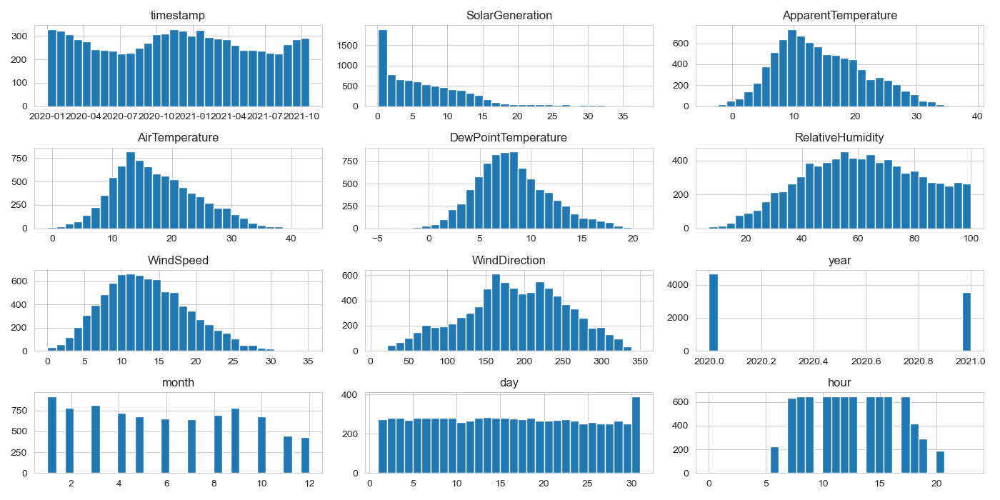 timestamp
300
200
100
0
2020-01 2020-04 2020-07 2020-10 2021-01 2021-04 2021-07 2021-10
SolarGeneration
1500
1000
500
0
0 5 10 15 20 25 30 35
ApparentTemperature
600
400
200
0
0 10 20 30 40
AirTemperature
750
500
250
0
0 10 20 30 40
DewPointTemperature
750
500
250
0
−5 0 5 10 15 20
RelativeHumidity
400
200
0
20 40 60 80 100
WindSpeed
600
400
200
0
0 5 10 15 20 25 30 35
WindDirection
600
400
200
0
0 50 100 150 200 250 300 350
year
4000
2000
0
2020.0 2020.2 2020.4 2020.6 2020.8 2021.0
month
750
500
250
0
2 4 6 8 10 12
day
400
200
0
0 5 10 15 20 25 30
hour
600
400
200
0
0 5 10 15 20